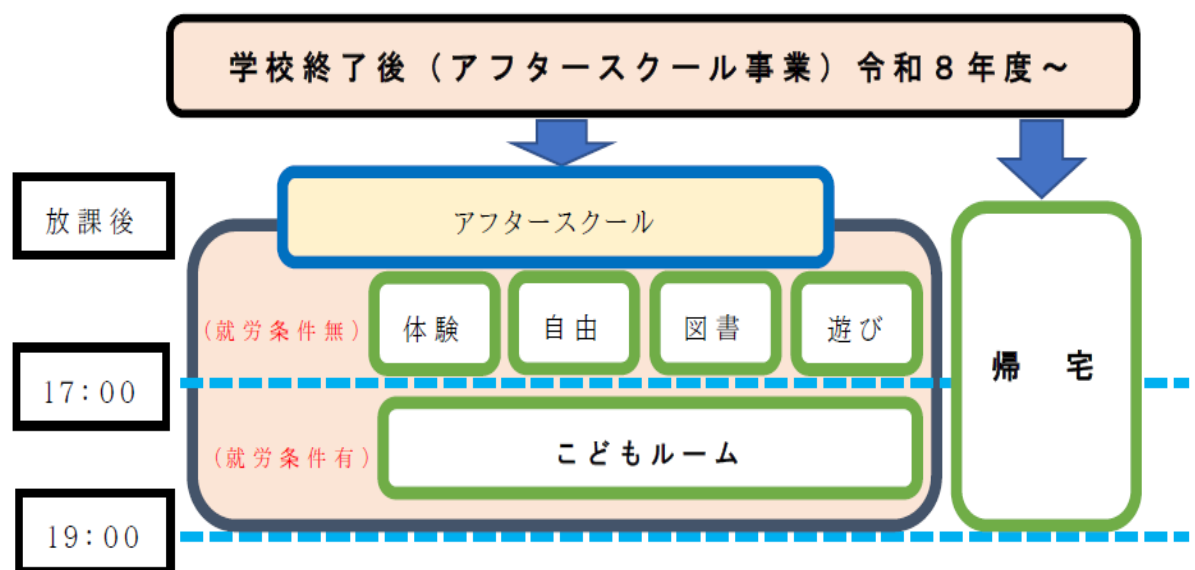 学校終了後（アフタースクール事業）令和８年度～
放課後
アフタースクール
(就労条件無)
体験
自由
図書
遊び
帰　宅
17:00
(就労条件有)
こどもルーム
19:00